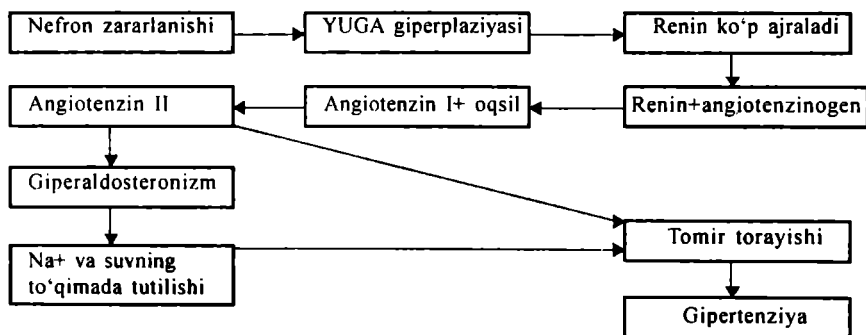 Nefron zararlanishi
YUGA giperplaziyasi
Renin ko‘p ajraladi
Angiotenzin II
Angiotenzin I+ oqsil
Renin+angiotenzinogen
Giperaldosteronizm
Na+ va suvning
to‘qimada tutilishi
Tomir torayishi
Gipertenziya